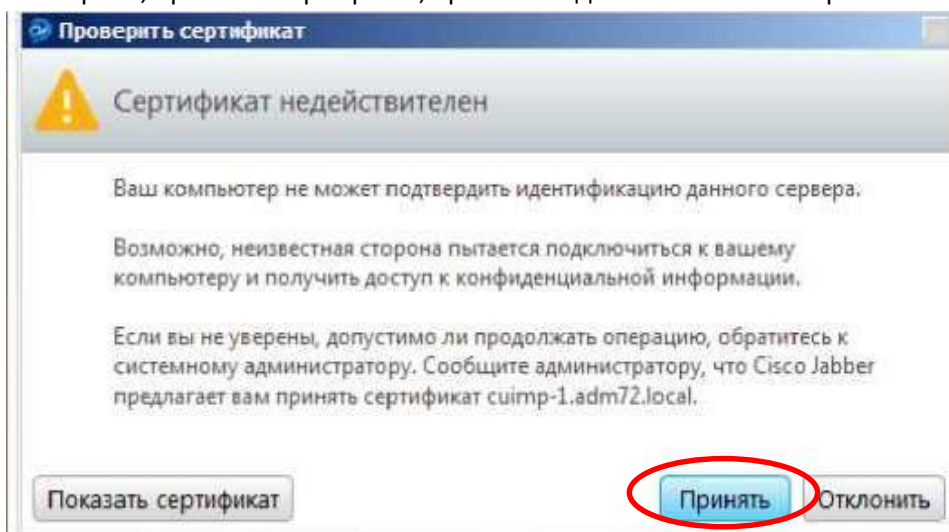 Проверить сертификат
Сертификат недействителен
Ваш компьютер не может подтвердить идентификацию данного сервера.
Возможно, неизвестная сторона пытается подключиться к вашему
компьютеру и получить доступ к конфиденциальной информации.
Если вы не уверены, допустимо ли продолжать операцию, обратитесь к
системному администратору. Сообщите администратору, что Cisco Jabber
предлагает вам принять сертификат cuimp-1.adm72.local.
Показать сертификат
Принять
Отклонить